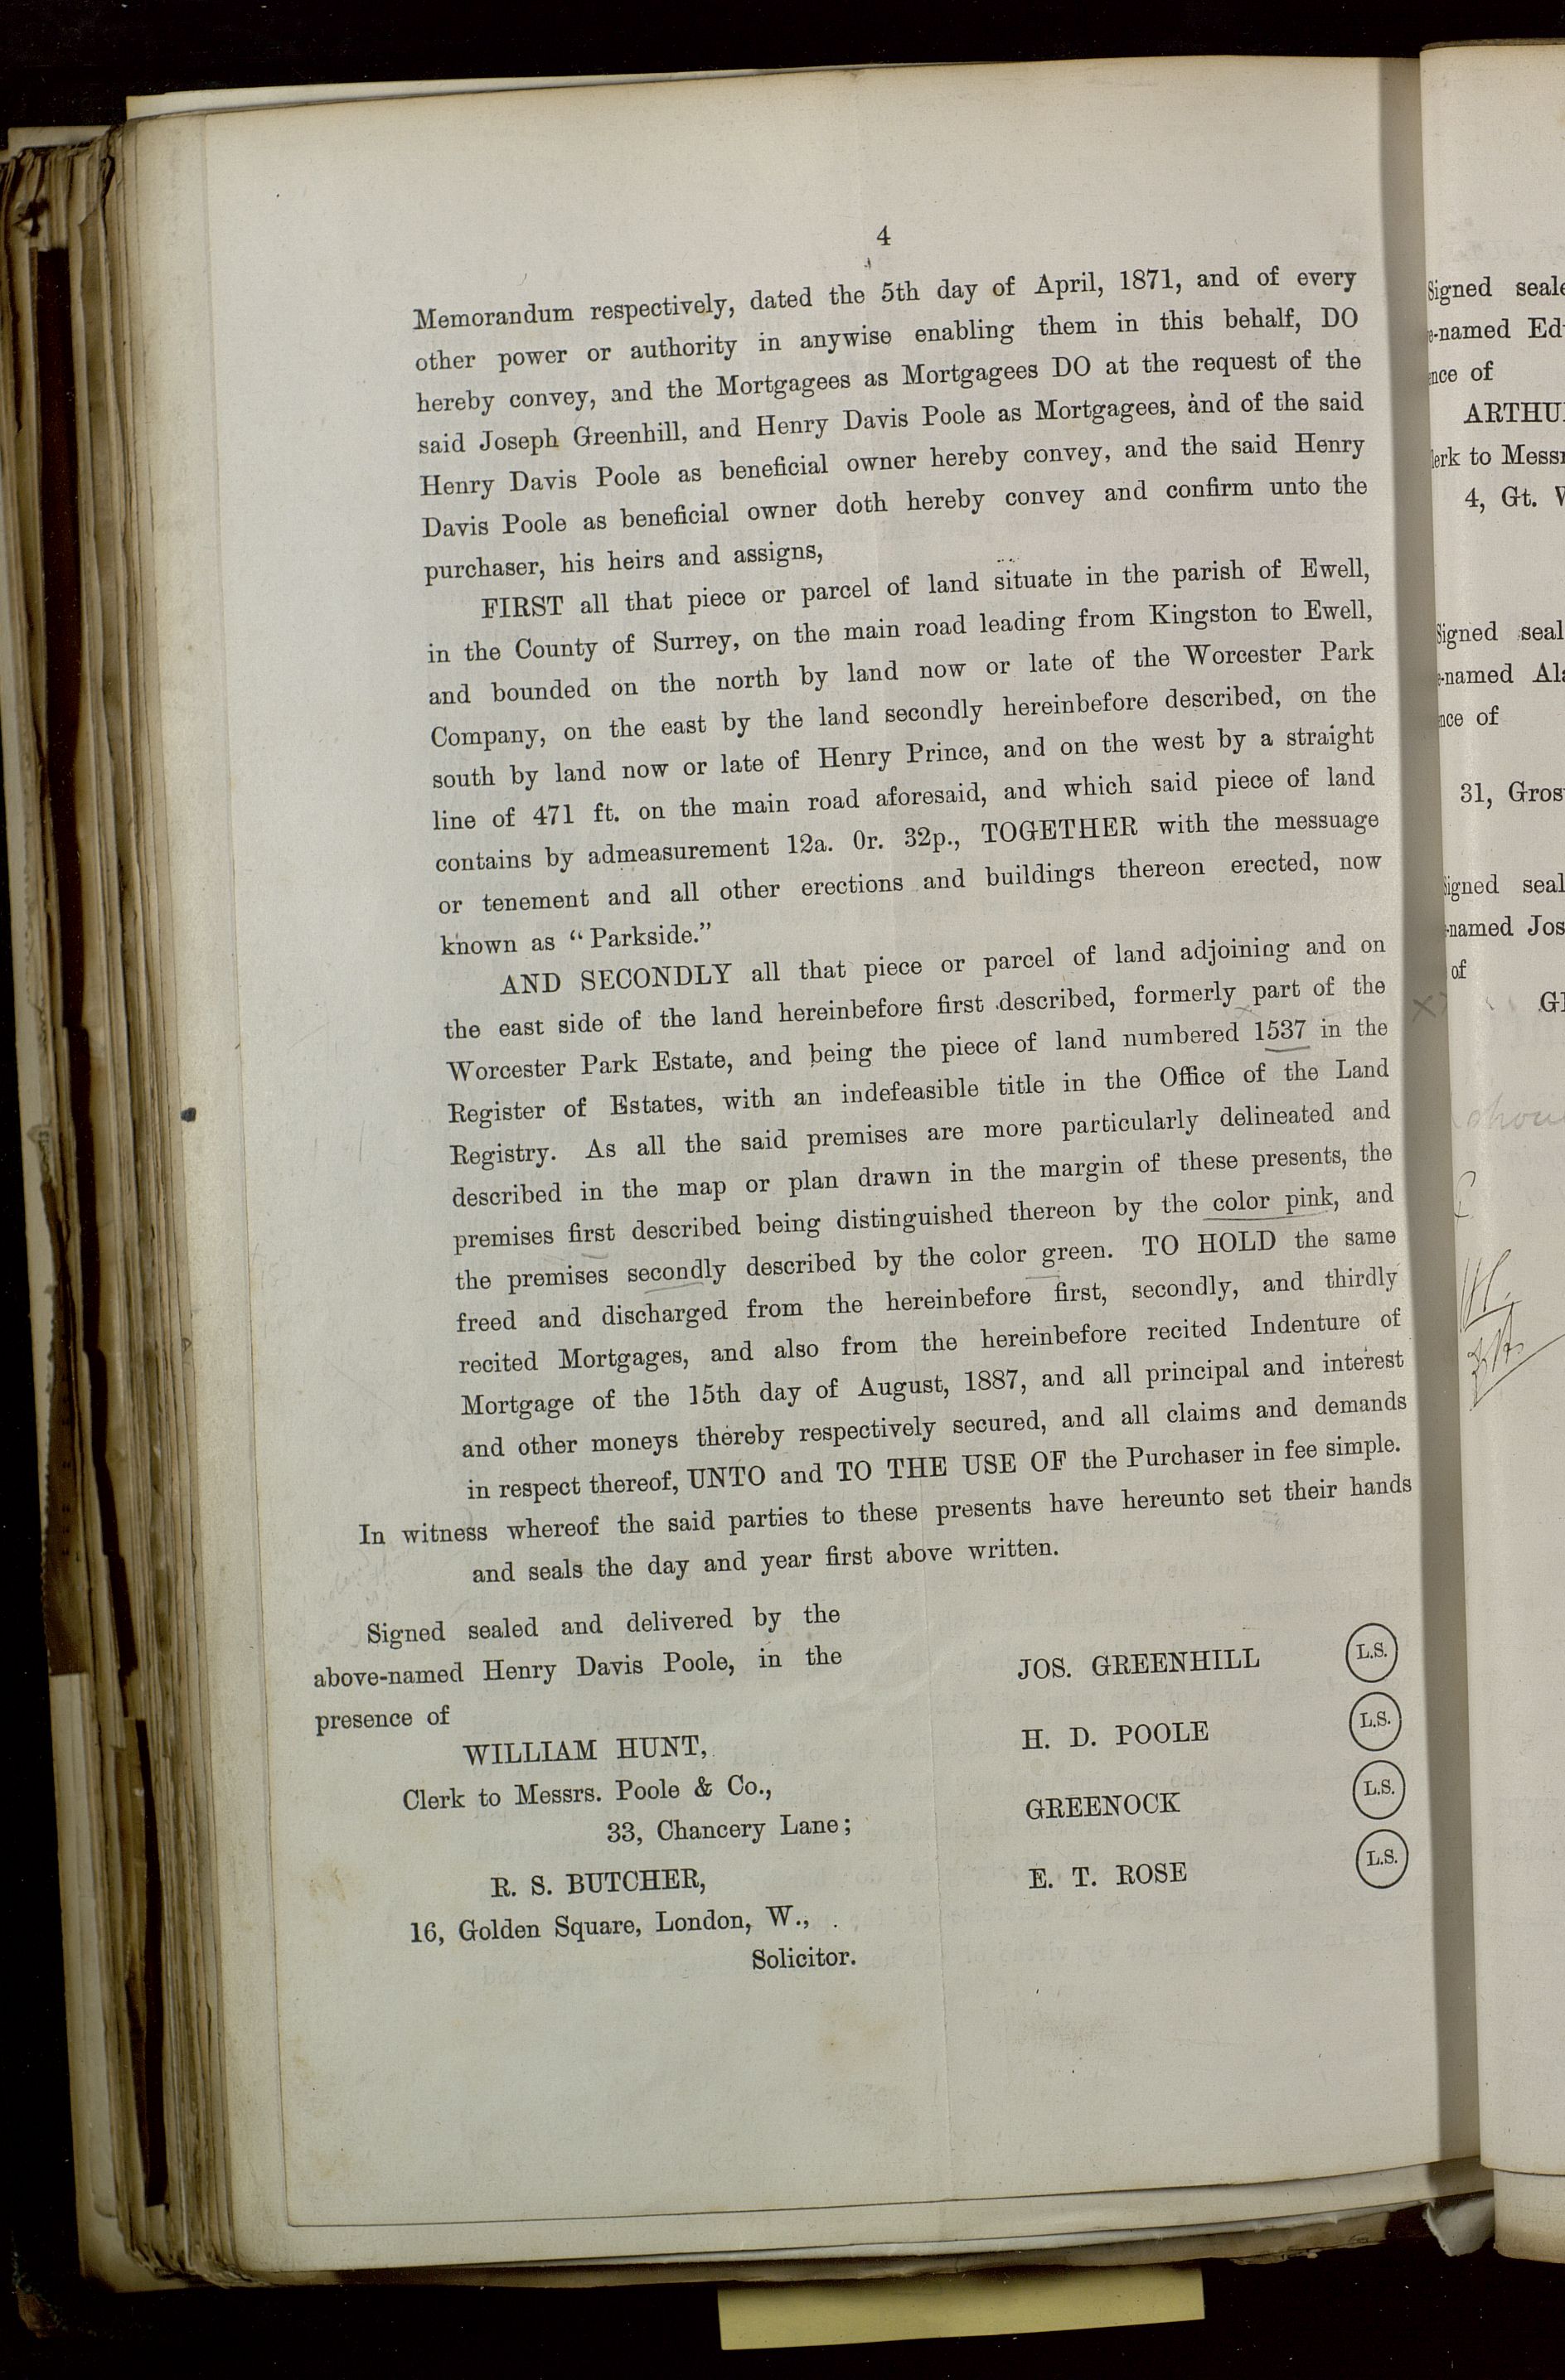 4
Memorandum respectively, dated the 5th day of April, 1871, and of every
other power or authority in anywise enabling them in this behalf, DO
hereby convey, and the Mortgagees as Mortgagees DO at the request of the
said Joseph Greenhill, and Henry Davis Poole as Mortgagees, and of the said
Henry Davis Poole as beneficial owner hereby convey, and the said Henry
Davis Poole as beneficial owner doth hereby convey and confirm unto the
purchaser, his heirs and assigns,
FIRST all that piece or parcel of land situate in the parish of Ewell,
in the County of Surrey, on the main road leading from Kingston to Ewell,
and bounded on the north by land now or late of the Worcester Park
Company, on the east by the land secondly hereinbefore described, on the
south by land now or late of Henry Prince, and on the west by a straight
line of 471 ft. on the main road aforesaid, and which said piece of land
contains by admeasurement 12a. 0r. 32p., TOGETHER with the messuage
or tenement and all other erections and buildings thereon erected, now
known as “Parkside.”
AND SECONDLY all that piece or parcel of land adjoining and on
the east side of the land hereinbefore first described, formerly part of the
Worcester Park Estate, and being the piece of land numbered 1537 in the
Register of Estates, with an indefeasible title in the Office of the Land
Registry. As all the said premises are more particularly delineated and
described in the map or plan drawn in the margin of these presents, the
premises first described being distinguished thereon by the color pink, and
the premises secondly described by the color green. TO HOLD the same
freed and discharged from the hereinbefore first, secondly, and thirdly
recited Mortgages, and also from the hereinbefore recited Indenture of
Mortgage of the 15th day of August, 1887, and all principal and interest
and other moneys thereby respectively secured, and all claims and demands
in respect thereof, UNTO and TO THE USE OF the Purchaser in fee simple.
In witness whereof the said parties to these presents have hereunto set their hands
and seals the day and year first above written.
Signed sealed and delivered by the
above-named Henry Davis Poole, in the
presence of
WILLIAM HUNT,
Clerk to Messrs. Poole & Co.,
33, Chancery Lane;
R. S. BUTCHER,
16, Golden Square, London, W.,
Solicitor.
JOS. GREENHILL L.S.
H. D. POOLE L.S.
GREENOCK L.S.
E. T. ROSE L.S.
Signed
-named
of
ARTHU
to Mess
4, Gt.
Signed seal
-named
of
31, Gros
seal
-named Jos
of